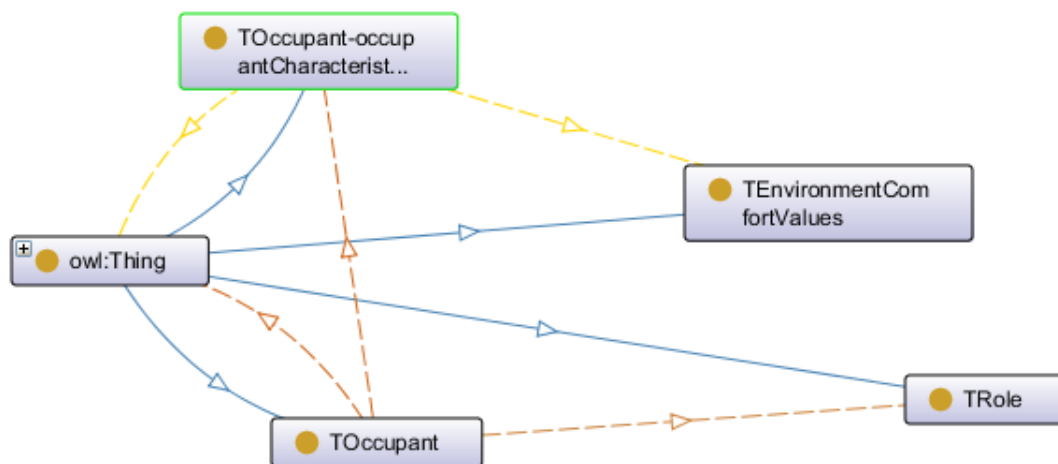 TOccupant-occup
antCharacterist...
TEnvironmentCom
fortValues
owl:Thing
TRole
TOccupant